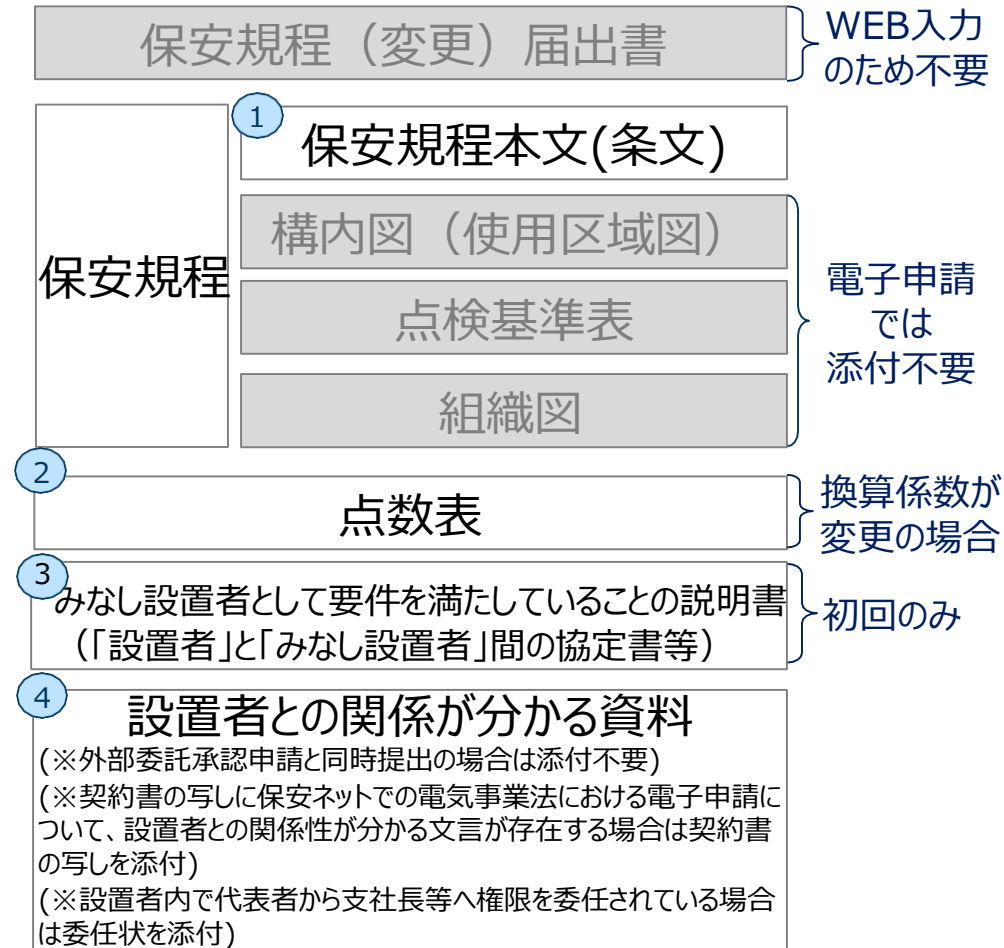 保安規程（変更）届出書
WEB入力
のため不要
1
保安規程本文(条文)
保安規程
構内図（使用区域図）
点検基準表
組織図
電子申請
では
添付不要
2
点数表
換算係数が
変更の場合
3
みなし設置者として要件を満たしていることの説明書
（「設置者」と「みなし設置者」間の協定書等）
初回のみ
4
設置者との関係が分かる資料
(※外部委託承認申請と同時提出の場合は添付不要)
(※契約書の写しに保安ネットでの電気事業法における電子申請に
ついて、設置者との関係性が分かる文言が存在する場合は契約書
の写しを添付)
(※設置者内で代表者から支社長等へ権限を委任されている場合
は委任状を添付)